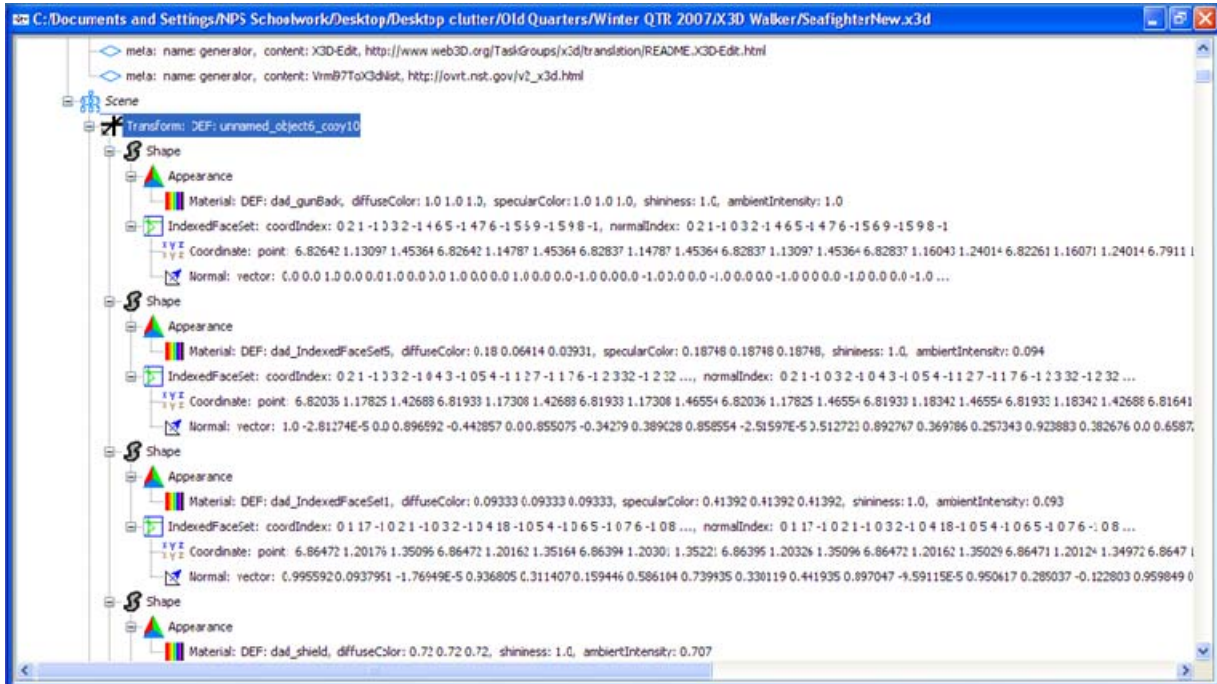 C:/Documents and Settings/NPS Schoolwork/Desktop/Desktop clutter/Old Quarters/Winter QTR 2007/X3D Walker/SeafighterNew.x3d
meta: name: generator, content: X3D-Edit, http://www.web3D.org/TaskGroups/x3d/translation/README.X3D-Edit.html
meta: name: generator, content: Vrml97ToX3dNist, http://ovrt.nist.gov/v2_x3d.html
Scene
Transform: DEF: unnamed_object6_copy10
Shape
Appearance
Material: DEF: dad_gunBack, diffuseColor: 1.0 1.0 1.0, specularColor: 1.0 1.0 1.0, shininess: 1.0, ambientIntensity: 1.0
IndexedFaceSet: coordIndex: 0 2 1 -1 0 3 2 -1 4 6 5 -1 4 7 6 -1 5 6 9 -1 5 9 8 -1, normalIndex: 0 2 1 -1 0 3 2 -1 4 6 5 -1 4 7 6 -1 5 6 9 -1 5 9 8 -1
Coordinate: point: 6.82642 1.13097 1.45364 6.82642 1.14787 1.45364 6.82837 1.14787 1.45364 6.82837 1.13097 1.45364 6.82837 1.16043 1.24014 6.82261 1.16071 1.24014 6.7911
Normal: vector: 0.0 0.0 1.0 0.0 0.0 1.0 0.0 0.0 1.0 0.0 0.0 1.0 0.0 0.0 -1.0 0.0 0.0 -1.0 0.0 0.0 -1.0 0.0 0.0 -1.0 0.0 0.0 -1.0 0.0 0.0 -1.0 ...
Shape
Appearance
Material: DEF: dad_IndexedFaceSet5, diffuseColor: 0.18 0.06414 0.03931, specularColor: 0.18748 0.18748 0.18748, shininess: 1.0, ambientIntensity: 0.094
IndexedFaceSet: coordIndex: 0 2 1 -1 0 3 2 -1 0 4 3 -1 0 5 4 -1 1 2 7 -1 1 7 6 -1 2 3 32 -1 2 32 ..., normalIndex: 0 2 1 -1 0 3 2 -1 0 4 3 -1 0 5 4 -1 1 2 7 -1 1 7 6 -1 2 3 32 -1 2 32 ...
Coordinate: point: 6.82036 1.17825 1.42688 6.81933 1.17308 1.42688 6.81933 1.17308 1.46554 6.82036 1.17825 1.46554 6.81933 1.18342 1.46554 6.81933 1.18342 1.42688 6.81641
Normal: vector: 1.0 -2.81274E-5 0.0 0.896592 -0.442857 0.0 0.855075 -0.34279 0.389028 0.858554 -2.51597E-5 0.512723 0.892767 0.369786 0.257343 0.923883 0.382676 0.0 0.6587
Shape
Appearance
Material: DEF: dad_IndexedFaceSet1, diffuseColor: 0.09333 0.09333 0.09333, specularColor: 0.41392 0.41392 0.41392, shininess: 1.0, ambientIntensity: 0.093
IndexedFaceSet: coordIndex: 0 1 17 -1 0 2 1 -1 0 3 2 -1 0 4 18 -1 0 5 4 -1 0 6 5 -1 0 7 6 -1 0 8 ..., normalIndex: 0 1 17 -1 0 2 1 -1 0 3 2 -1 0 4 18 -1 0 5 4 -1 0 6 5 -1 0 7 6 -1 0 8 ...
Coordinate: point: 6.86472 1.20176 1.35096 6.86472 1.20162 1.35164 6.86394 1.20301 1.35221 6.86395 1.20326 1.35096 6.86472 1.20162 1.35029 6.86471 1.20124 1.34972 6.8647
Normal: vector: 0.995592 0.0937951 -1.76949E-5 0.936805 0.311407 0.159446 0.586104 0.739935 0.330119 0.441935 0.897047 -9.59115E-5 0.950617 0.285037 -0.122803 0.959849
Shape
Appearance
Material: DEF: dad_shield, diffuseColor: 0.72 0.72 0.72, shininess: 1.0, ambientIntensity: 0.707